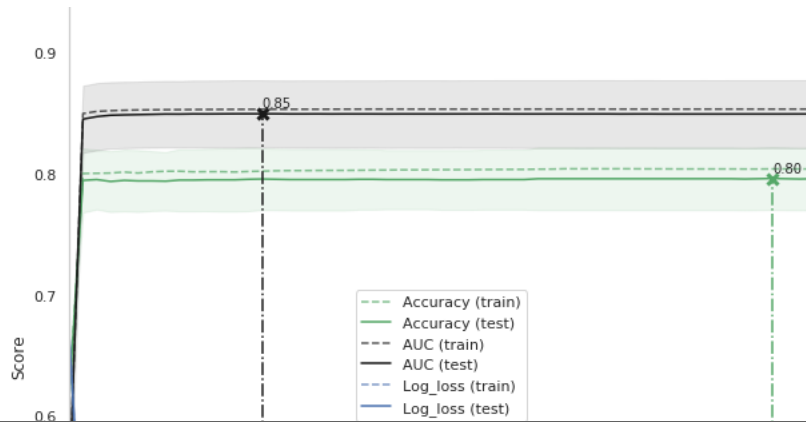 0.9
0.85
0.8
0.80
0.7
Accuracy (train)
Accuracy (test)
AUC (train)
AUC (test)
Log_loss (train)
Log_loss (test)
Score
0.6